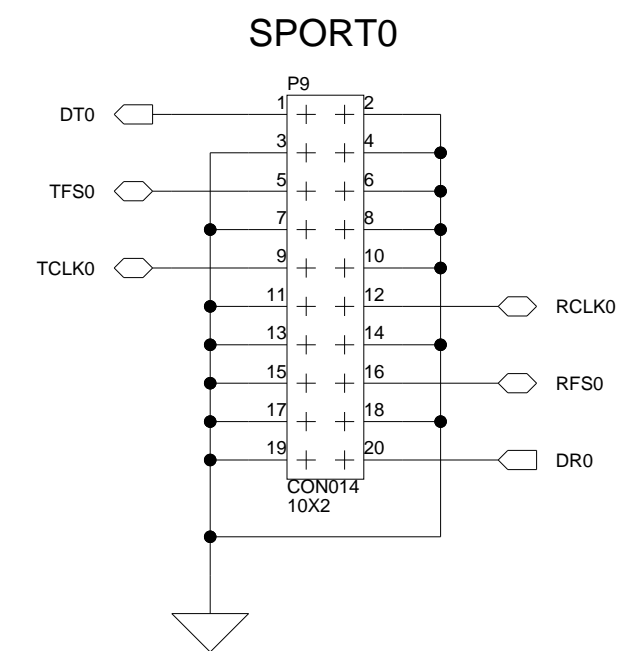 SPORT0
P9
DT0 1 2
3 4
TFS0 5 6
7 8
TCLK0 9 10
11 12 RCLK0
13 14
15 16 RFS0
17 18
19 20 DR0
CON014
10X2